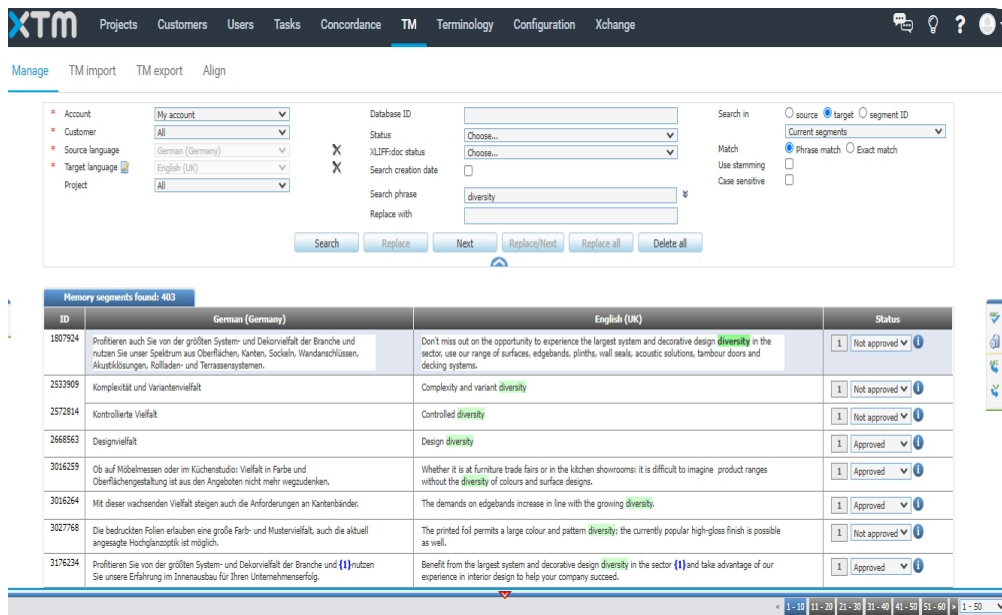 XTM Projects Customers Users Tasks Concordance TM Terminology Configuration Xchange ?
Manage TM import TM export Align
* Account My account Database ID Search in source target segment ID
* Customer All Status Choose... Current segments
* Source language German (Germany) X XLIFF:doc status Choose... Match Phrase match Exact match
* Target language English (UK) X Search creation date Use stemming
Project All Case sensitive
Search phrase diversity
Replace with
Search Replace Next Replace/Next Replace all Delete all
Memory segments found: 403
ID German (Germany) English (UK) Status
1807924 Profitieren auch Sie von der größten System- und Dekorvielfalt der Branche und Don't miss out on the opportunity to experience the largest system and decorative design diversity in the 1 Not approved
nutzen Sie unser Spektrum aus Oberflächen, Kanten, Sockeln, Wandanschlüssen, sector, use our range of surfaces, edgebands, plinths, wall seals, acoustic solutions, tambour doors and
Akustiklösungen, Rollladen- und Terrassensystemen. decking systems.
2533909 Komplexität und Variantenvielfalt Complexity and variant diversity 1 Not approved
2572814 Kontrollierte Vielfalt Controlled diversity 1 Not approved
2668563 Designvielfalt Design diversity 1 Approved
3016259 Ob auf Möbelmessen oder im Küchenstudio: Vielfalt in Farbe und Whether it is at furniture trade fairs or in the kitchen showrooms: it is difficult to imagine product ranges 1 Approved
Oberflächengestaltung ist aus den Angeboten nicht mehr wegzudenken. without the diversity of colours and surface designs.
3016264 Mit dieser wachsenden Vielfalt steigen auch die Anforderungen an Kantenbänder. The demands on edgebands increase in line with the growing diversity. 1 Approved
3027768 Die bedruckten Folien erlauben eine große Farb- und Mustervielfalt, auch die aktuell The printed foil permits a large colour and pattern diversity; the currently popular high-gloss finish is possible 1 Not approved
angesagte Hochglanzoptik ist möglich. as well.
3176234 Profitieren Sie von der größten System- und Dekorvielfalt der Branche und {1}nutzen Benefit from the largest system and decorative design diversity in the sector {1}and take advantage of our 1 Approved
Sie unsere Erfahrung im Innenausbau für Ihren Unternehmenserfolg. experience in interior design to help your company succeed.
« 1 - 10 11 - 20 21 - 30 31 - 40 41 - 50 51 - 60 » 1 - 50